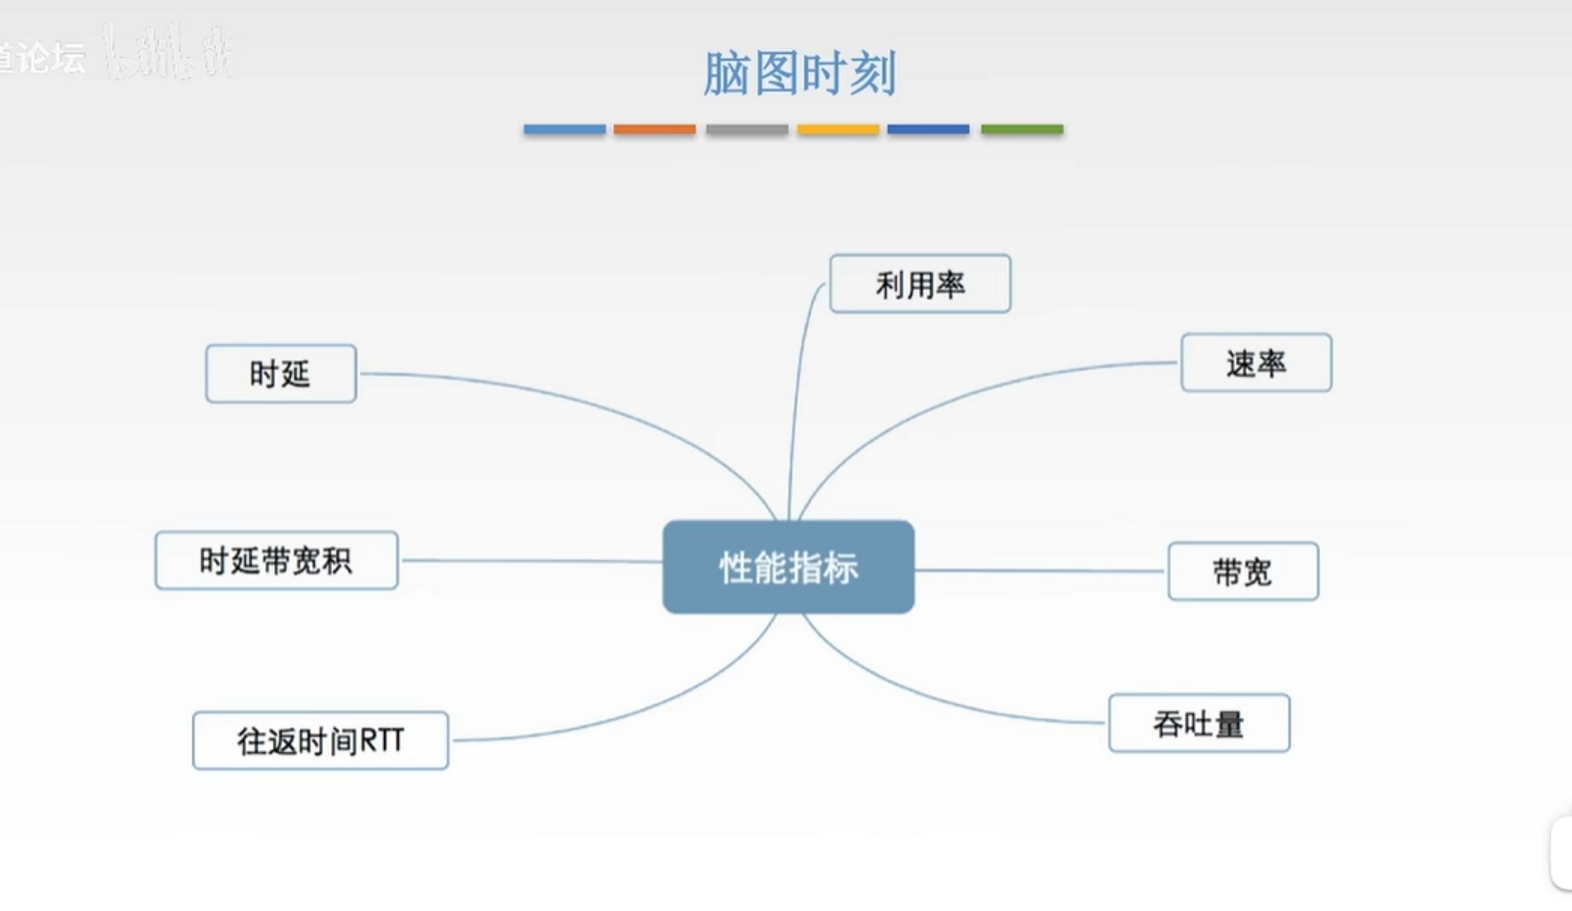 道论坛 bilibili
脑图时刻
利用率
时延
速率
时延带宽积
性能指标
带宽
往返时间RTT
吞吐量